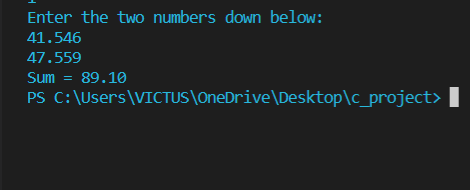 Enter the two numbers down below:
41.546
47.559
Sum = 89.10
PS C:\Users\VICTUS\OneDrive\Desktop\c_project>